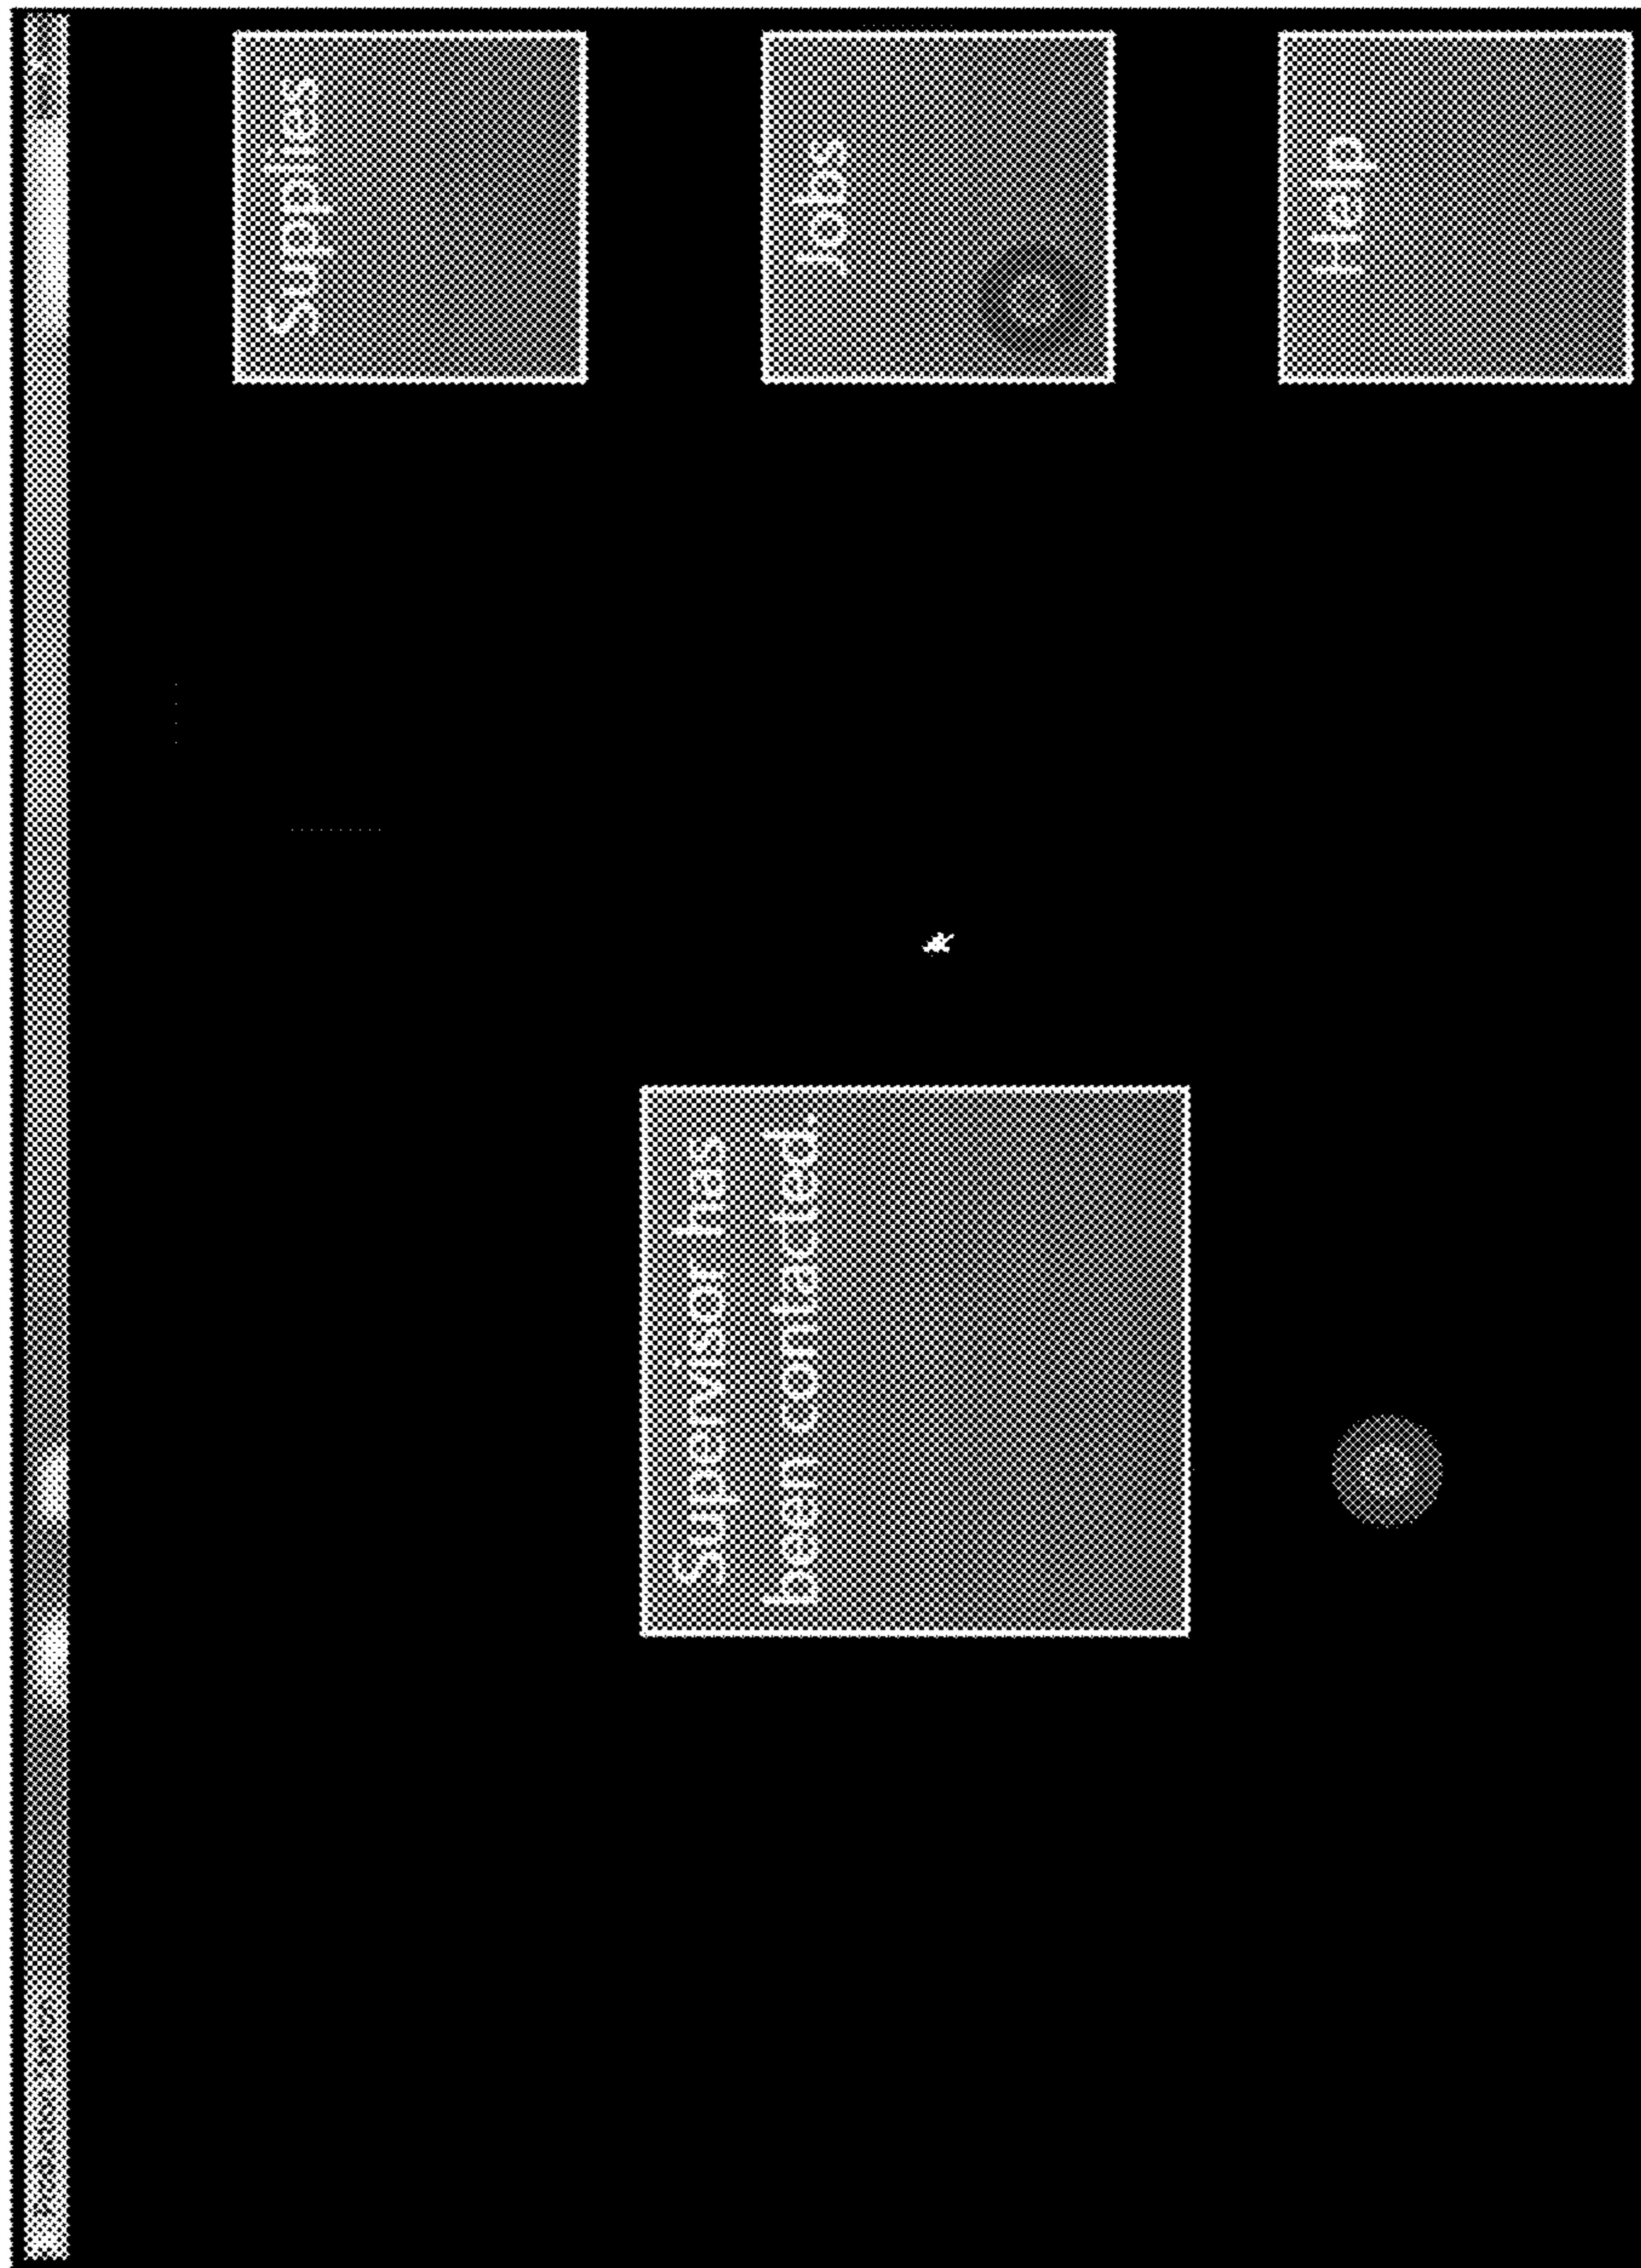 Supplies
Jobs
Help
Supervisor has
been contacted.